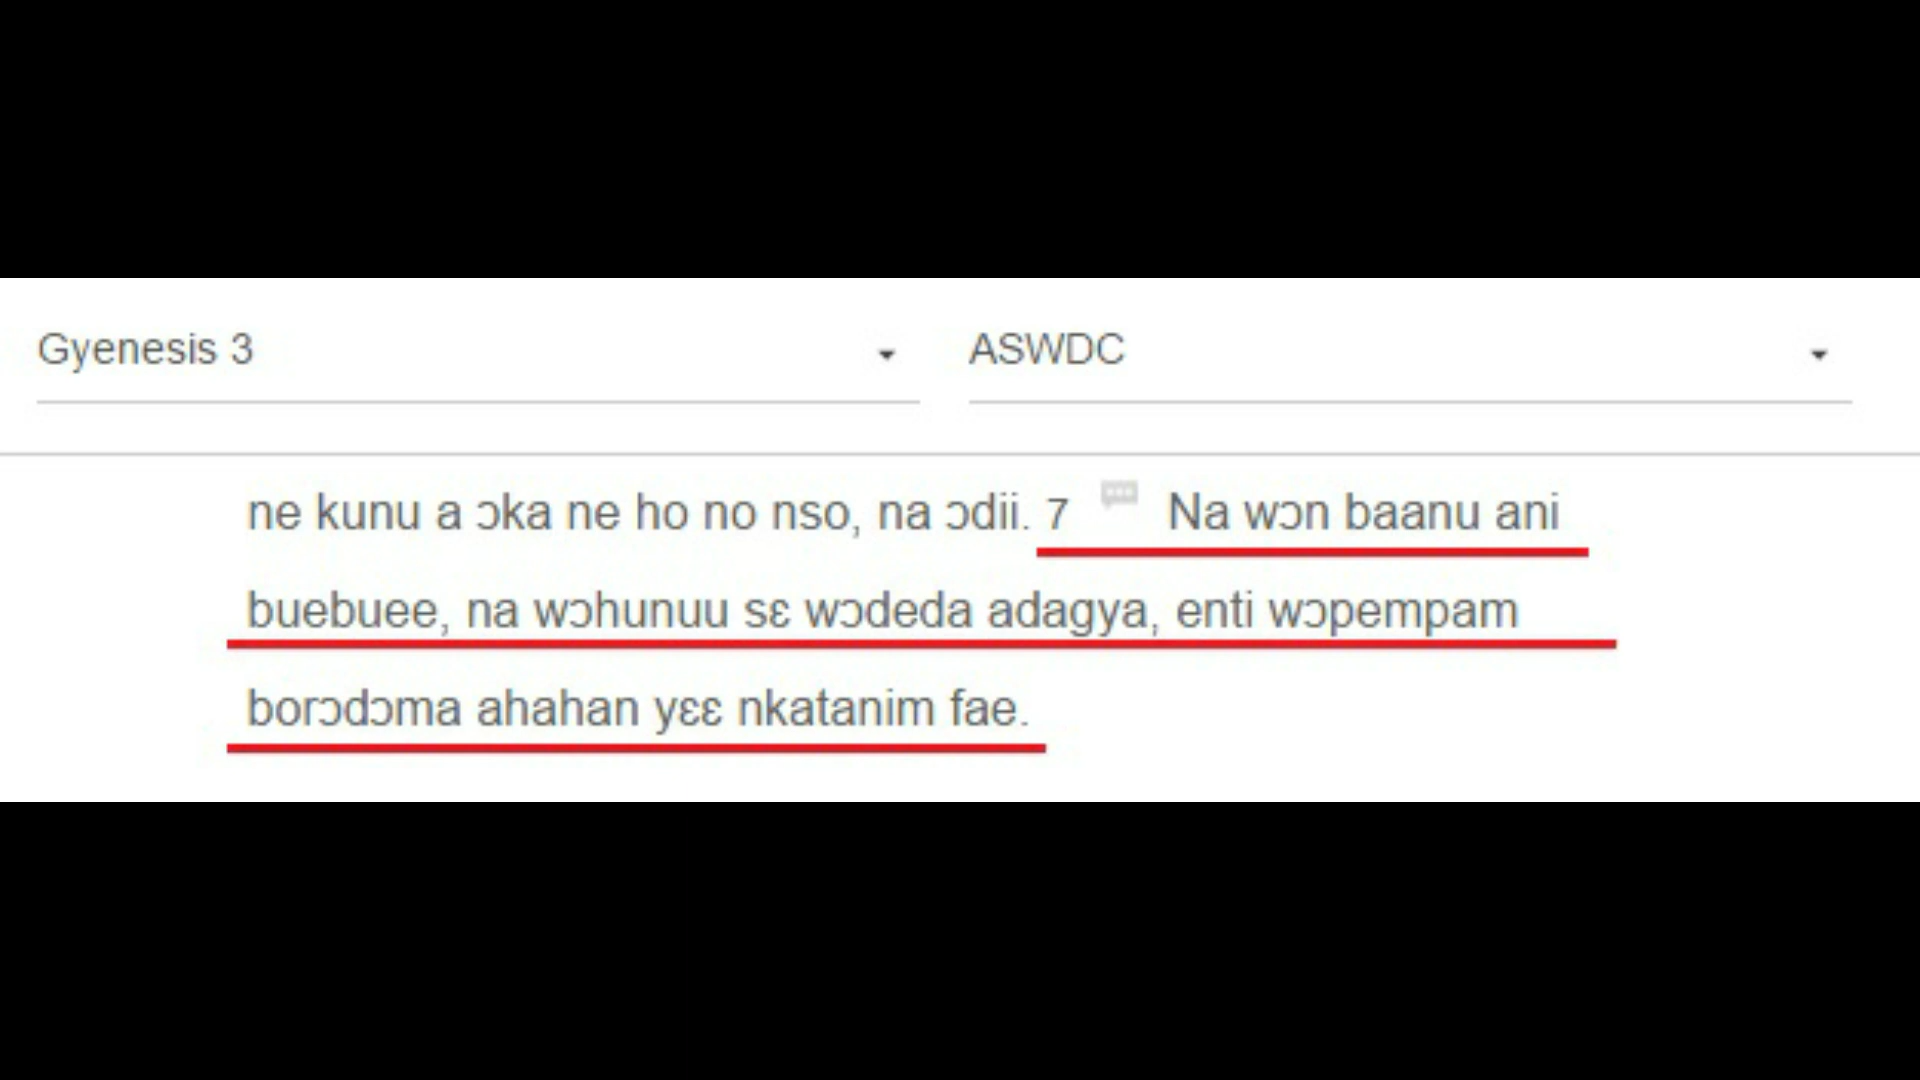 Gyenesis 3
ASWDC
ne kunu a ɔka ne ho no nso, na ɔdii. 7 Na wɔn baanu ani
buebuee, na wɔhunuu sɛ wɔdeda adagya, enti wɔpempam
borɔdɔma ahahan yɛɛ nkatanim fae.